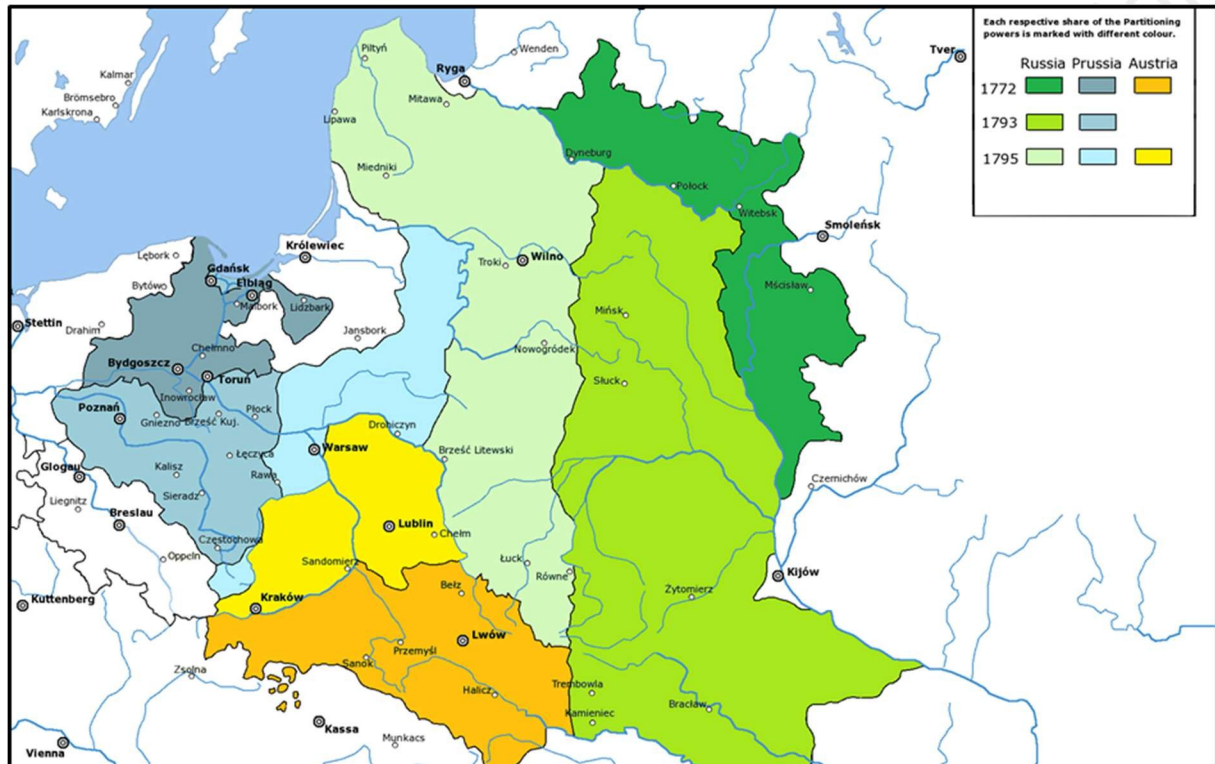 Each respective share of the Partitioning
powers is marked with different colour.
Russia Prussia Austria
1772
1793
1795
Piltyń
Wenden
Tver
Kalmar
Ryga
Brömsebro
Mitawa
Karlskrona
Lipawa
Dyneburg
Miedniki
Połock
Witebsk
Smoleńsk
Królewiec
Lębork
Troki
Wilno
Gdańsk
Bytów
Elbląg
Mścisław
Malbork
Lidzbark
Mińsk
Stettin
Drahim
Jansbork
Nowogródek
Chełmno
Bydgoszcz
Toruń
Słuck
Inowrocław
Poznań
Gniezno
Brześć Kuj.
Płock
Drohiczyn
Warsaw
Brześć Litewski
Łęczyca
Glogau
Kalisz
Rawa
Czernichów
Sieradz
Liegnitz
Breslau
Lublin
Chełm
Częstochowa
Oppeln
Sandomierz
Łuck
Równe
Kijów
Bełz
Żytomierz
Kuttenberg
Kraków
Lwów
Przemyśl
Zsolna
Sanok
Halicz
Trembowla
Bracław
Kamieniec
Kassa
Munkacs
Vienna